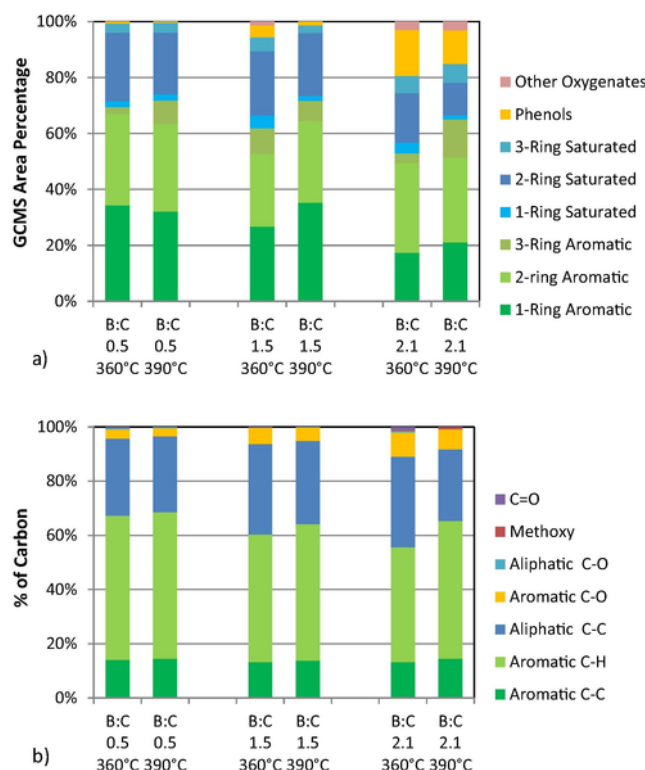 100%
80%
60%
40%
20%
0%
GCMS Area Percentage
Other Oxygenates
Phenols
3-Ring Saturated
2-Ring Saturated
1-Ring Saturated
3-Ring Aromatic
2-ring Aromatic
1-Ring Aromatic
B:C B:C B:C B:C B:C B:C
0.5 0.5 1.5 1.5 2.1 2.1
360°C 390°C 360°C 390°C 360°C 390°C
a)
100%
80%
60%
40%
20%
0%
% of Carbon
C=O
Methoxy
Aliphatic C-O
Aromatic C-O
Aliphatic C-C
Aromatic C-H
Aromatic C-C
B:C B:C B:C B:C B:C B:C
0.5 0.5 1.5 1.5 2.1 2.1
360°C 390°C 360°C 390°C 360°C 390°C
b)